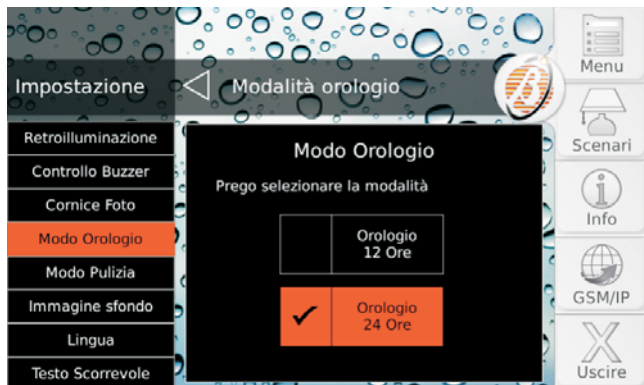 Impostazione
Modalità orologio
Retroilluminazione
Controllo Buzzer
Cornice Foto
Modo Orologio
Modo Pulizia
Immagine sfondo
Lingua
Testo Scorrevole
Modo Orologio
Prego selezionare la modalità
Orologio
12 Ore
Orologio
24 Ore
Menu
Scenari
Info
GSM/IP
Uscire